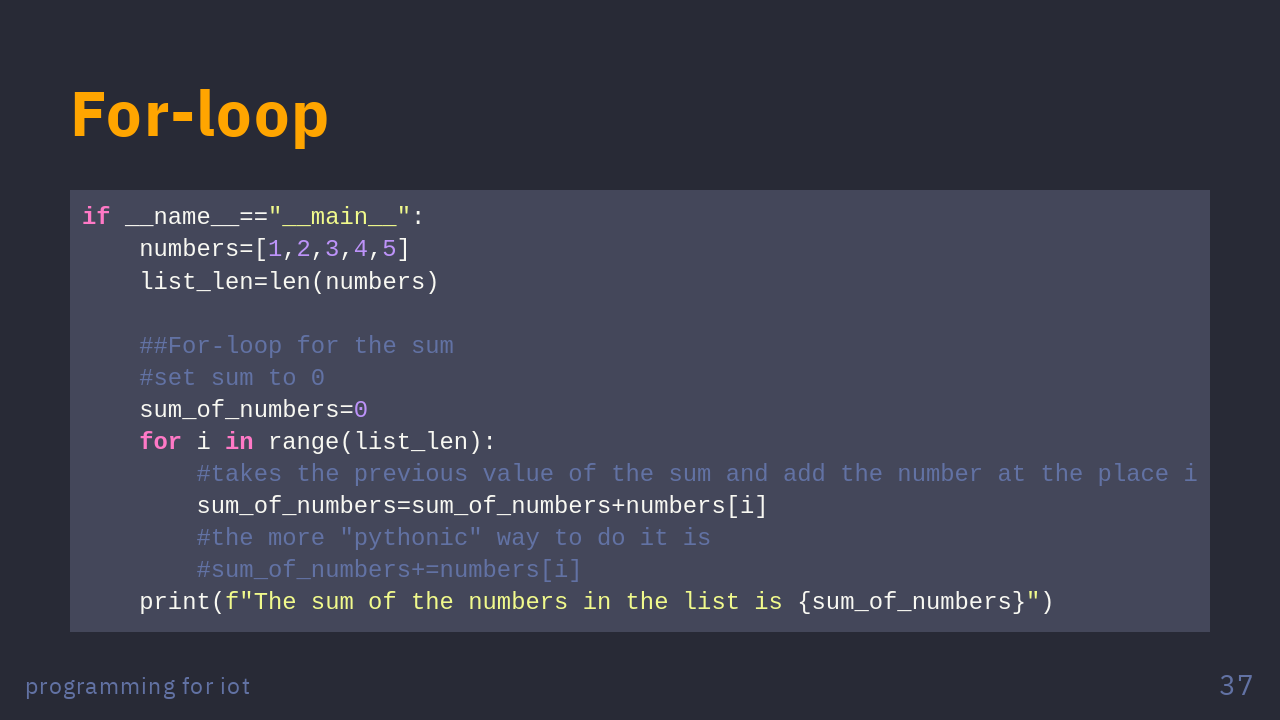 For-loop
if __name__=="__main__":
    numbers=[1,2,3,4,5]
    list_len=len(numbers)

    ##For-loop for the sum
    #set sum to 0
    sum_of_numbers=0
    for i in range(list_len):
        #takes the previous value of the sum and add the number at the place i
        sum_of_numbers=sum_of_numbers+numbers[i]
        #the more "pythonic" way to do it is
        #sum_of_numbers+=numbers[i]
    print(f"The sum of the numbers in the list is {sum_of_numbers}")
programming for iot
37